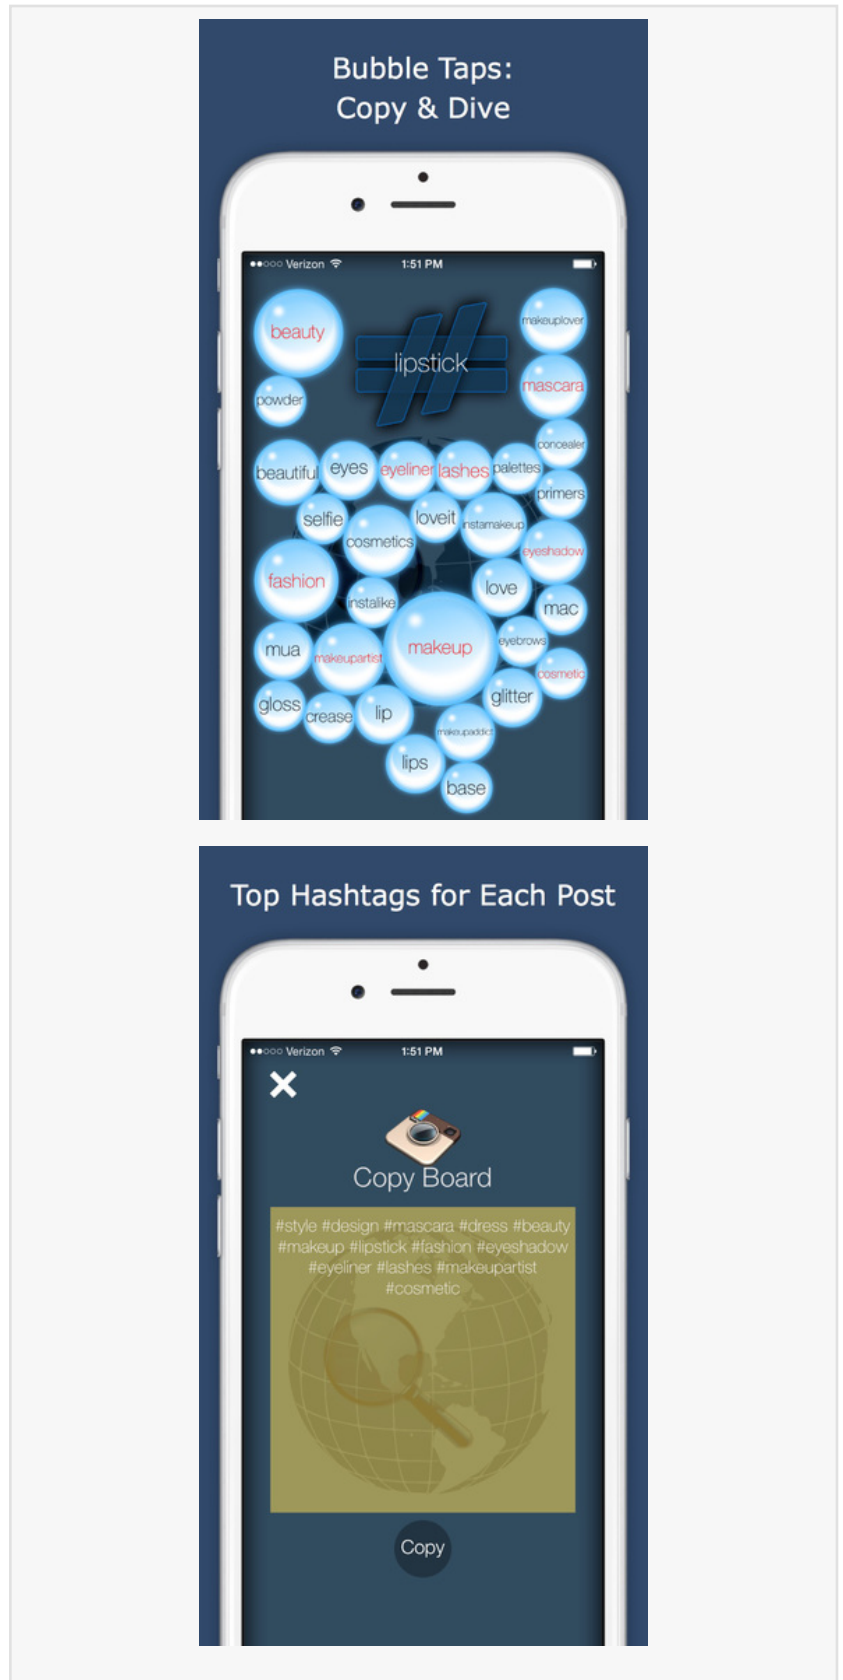 Bubble Taps:
Copy & Dive
Verizon 1:51 PM
beauty
lipstick
makeuplover
powder
mascara
concealer
beautiful eyes eyeliner lashes palettes
primers
selfie cosmetics loveit instamakeup
eyeshadow
fashion
instalike
love
mac
mua
makeupartist
makeup
eyebrows
cosmetic
gloss
crease
lip
glitter
makeupaddict
lips
base
Top Hashtags for Each Post
Verizon 1:51 PM
Copy Board
#style #design #mascara #dress #beauty
#makeup #lipstick #fashion #eyeshadow
#eyeliner #lashes #makeupartist
#cosmetic
Copy